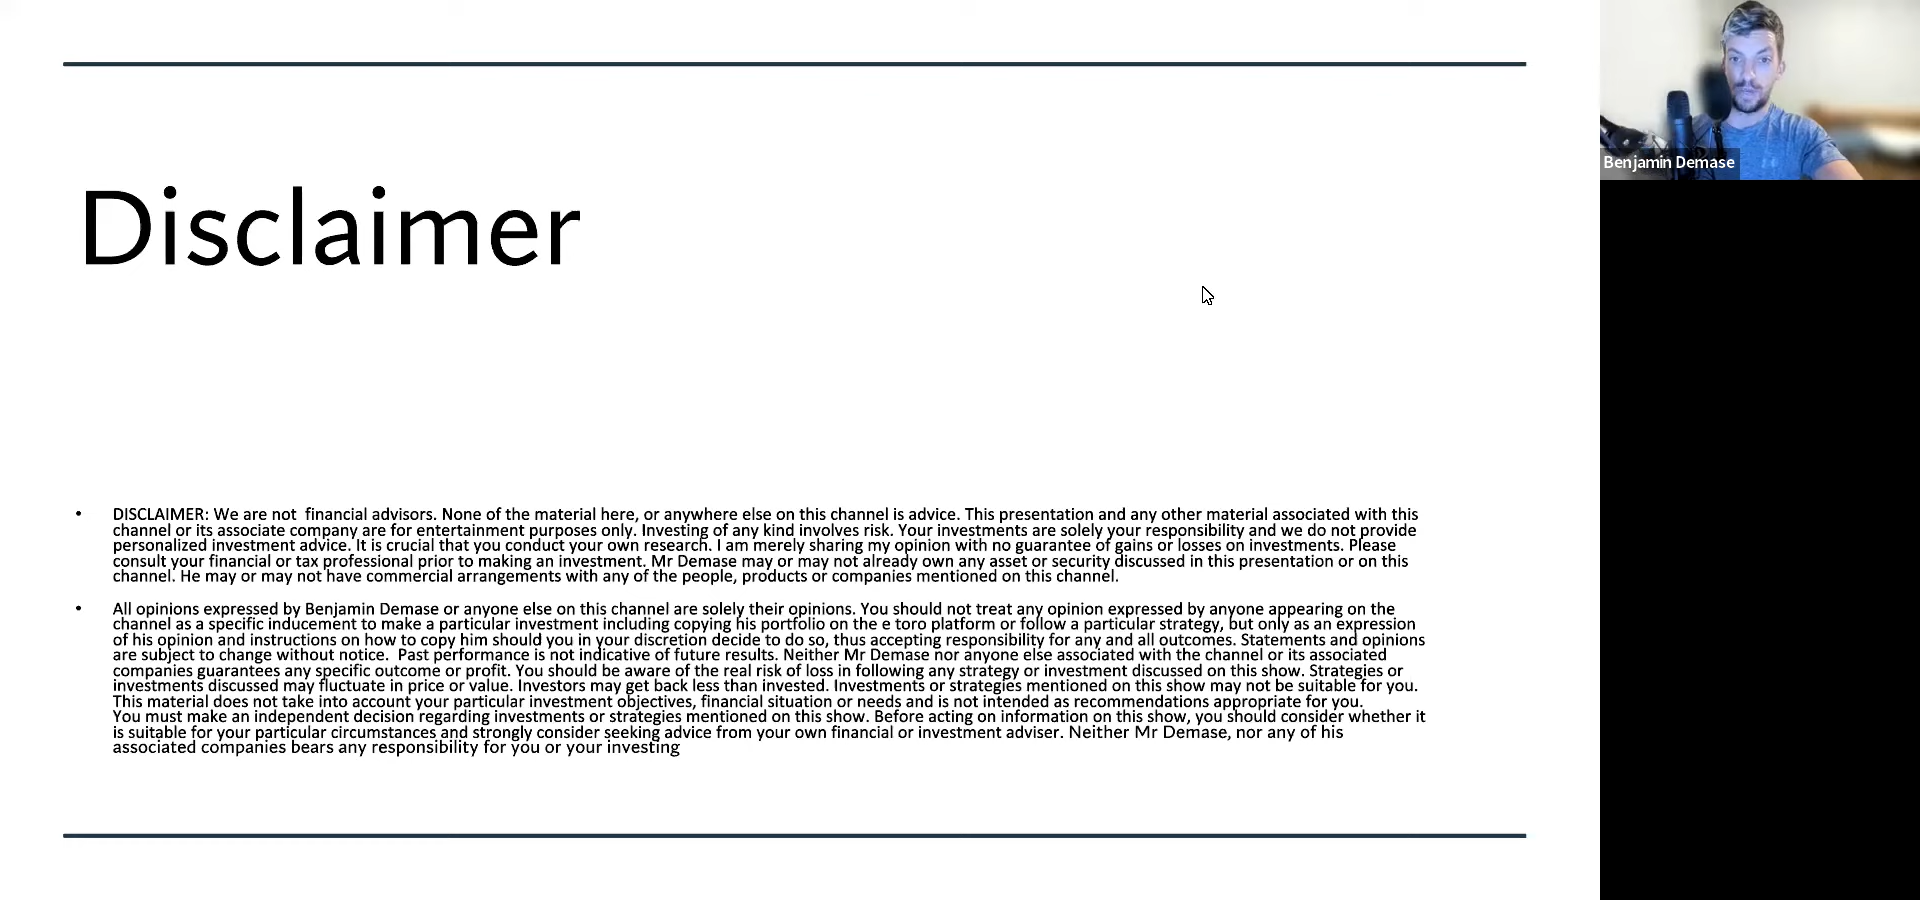 Disclaimer
Benjamin Demase
• DISCLAIMER: We are not  financial advisors. None of the material here, or anywhere else on this channel is advice. This presentation and any other material associated with this
channel or its associate company are for entertainment purposes only. Investing of any kind involves risk. Your investments are solely your responsibility and we do not provide
personalized investment advice. It is crucial that you conduct your own research. I am merely sharing my opinion with no guarantee of gains or losses on investments. Please
consult your financial or tax professional prior to making an investment. Mr Demase may or may not already own any asset or security discussed in this presentation or on this
channel. He may or may not have commercial arrangements with any of the people, products or companies mentioned on this channel.
• All opinions expressed by Benjamin Demase or anyone else on this channel are solely their opinions. You should not treat any opinion expressed by anyone appearing on the
channel as a specific inducement to make a particular investment including copying his portfolio on the e toro platform or follow a particular strategy, but only as an expression
of his opinion and instructions on how to copy him should you in your discretion decide to do so, thus accepting responsibility for any and all outcomes. Statements and opinions
are subject to change without notice.  Past performance is not indicative of future results. Neither Mr Demase nor anyone else associated with the channel or its associated
companies guarantees any specific outcome or profit. You should be aware of the real risk of loss in following any strategy or investment discussed on this show. Strategies or
investments discussed may fluctuate in price or value. Investors may get back less than invested. Investments or strategies mentioned on this show may not be suitable for you.
This material does not take into account your particular investment objectives, financial situation or needs and is not intended as recommendations appropriate for you.
You must make an independent decision regarding investments or strategies mentioned on this show. Before acting on information on this show, you should consider whether it
is suitable for your particular circumstances and strongly consider seeking advice from your own financial or investment adviser. Neither Mr Demase, nor any of his
associated companies bears any responsibility for you or your investing